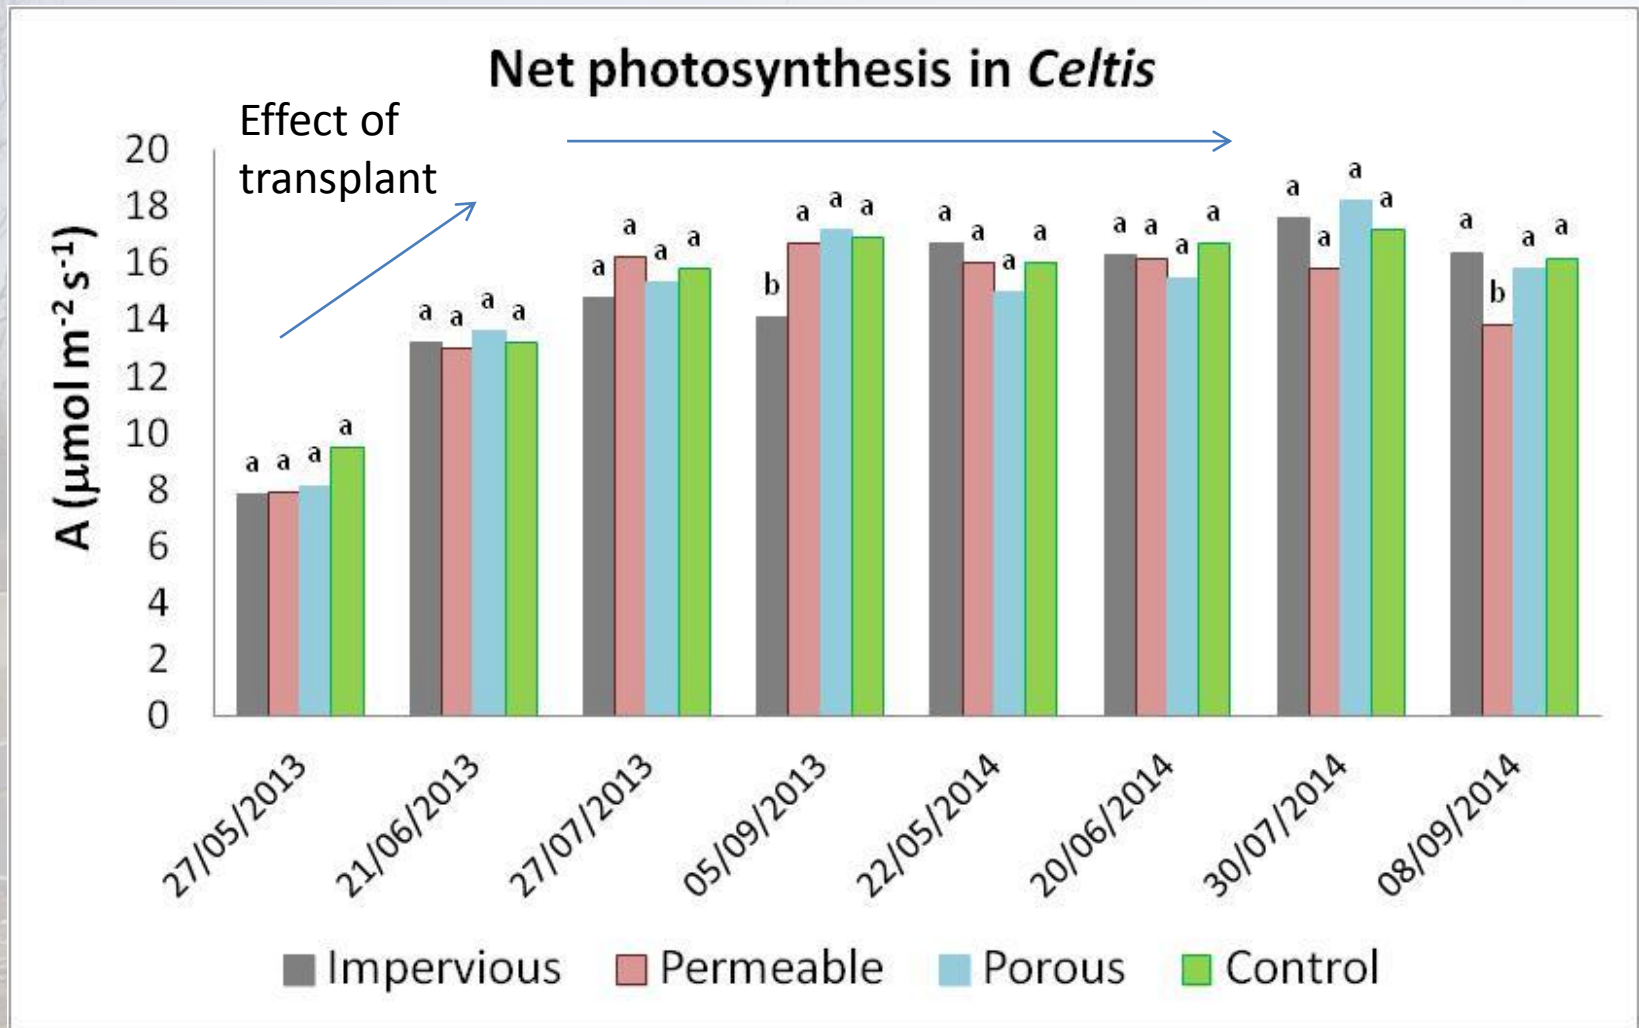 Net photosynthesis in Celtis
Effect of
transplant
A (μmol m⁻² s⁻¹)
20
18
16
14
12
10
8
6
4
2
0
a a a a
a a a a
a a a a
b a a a
a a a a
a a a a
a a a a
a b a a
27/05/2013
21/06/2013
27/07/2013
05/09/2013
22/05/2014
20/06/2014
30/07/2014
08/09/2014
Impervious Permeable Porous Control